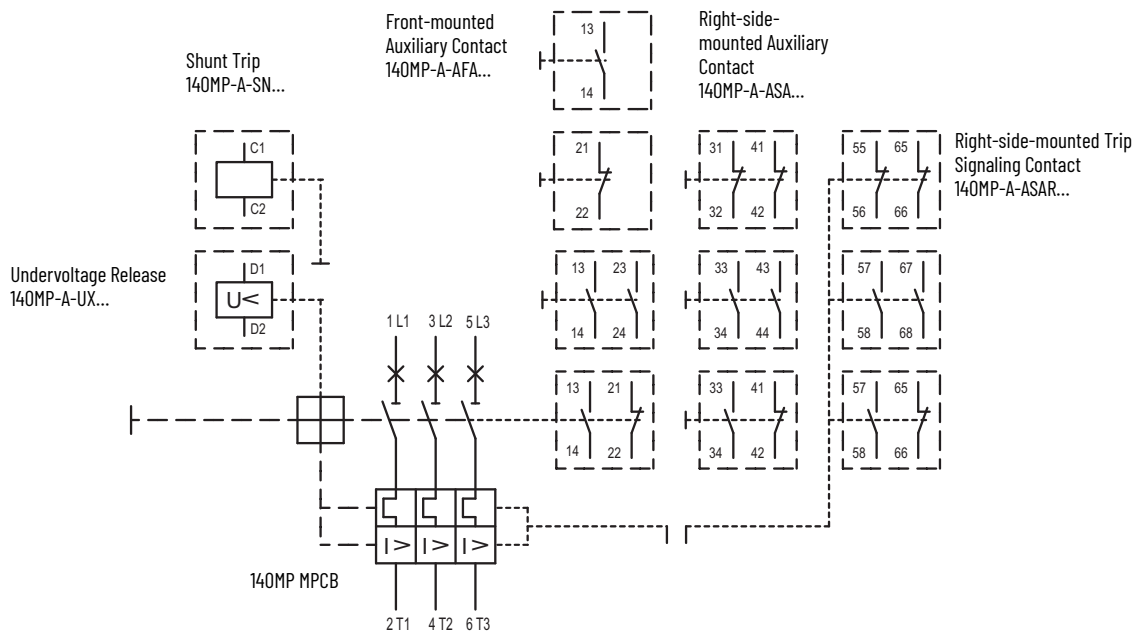 Front-mounted
Auxiliary Contact
140MP-A-AFA...
Right-side-
mounted Auxiliary
Contact
140MP-A-ASA...
Shunt Trip
140MP-A-SN...
Right-side-mounted Trip
Signaling Contact
140MP-A-ASAR...
Undervoltage Release
140MP-A-UX...
13
14
C1
C2
21
22
31 41
32 42
55 65
56 66
D1
U<
D2
13 23
14 24
33 43
34 44
57 67
58 68
1 L1 3 L2 5 L3
13 21
14 22
33 41
34 42
57 65
58 66
I > I > I >
140MP MPCB
2 T1 4 T2 6 T3